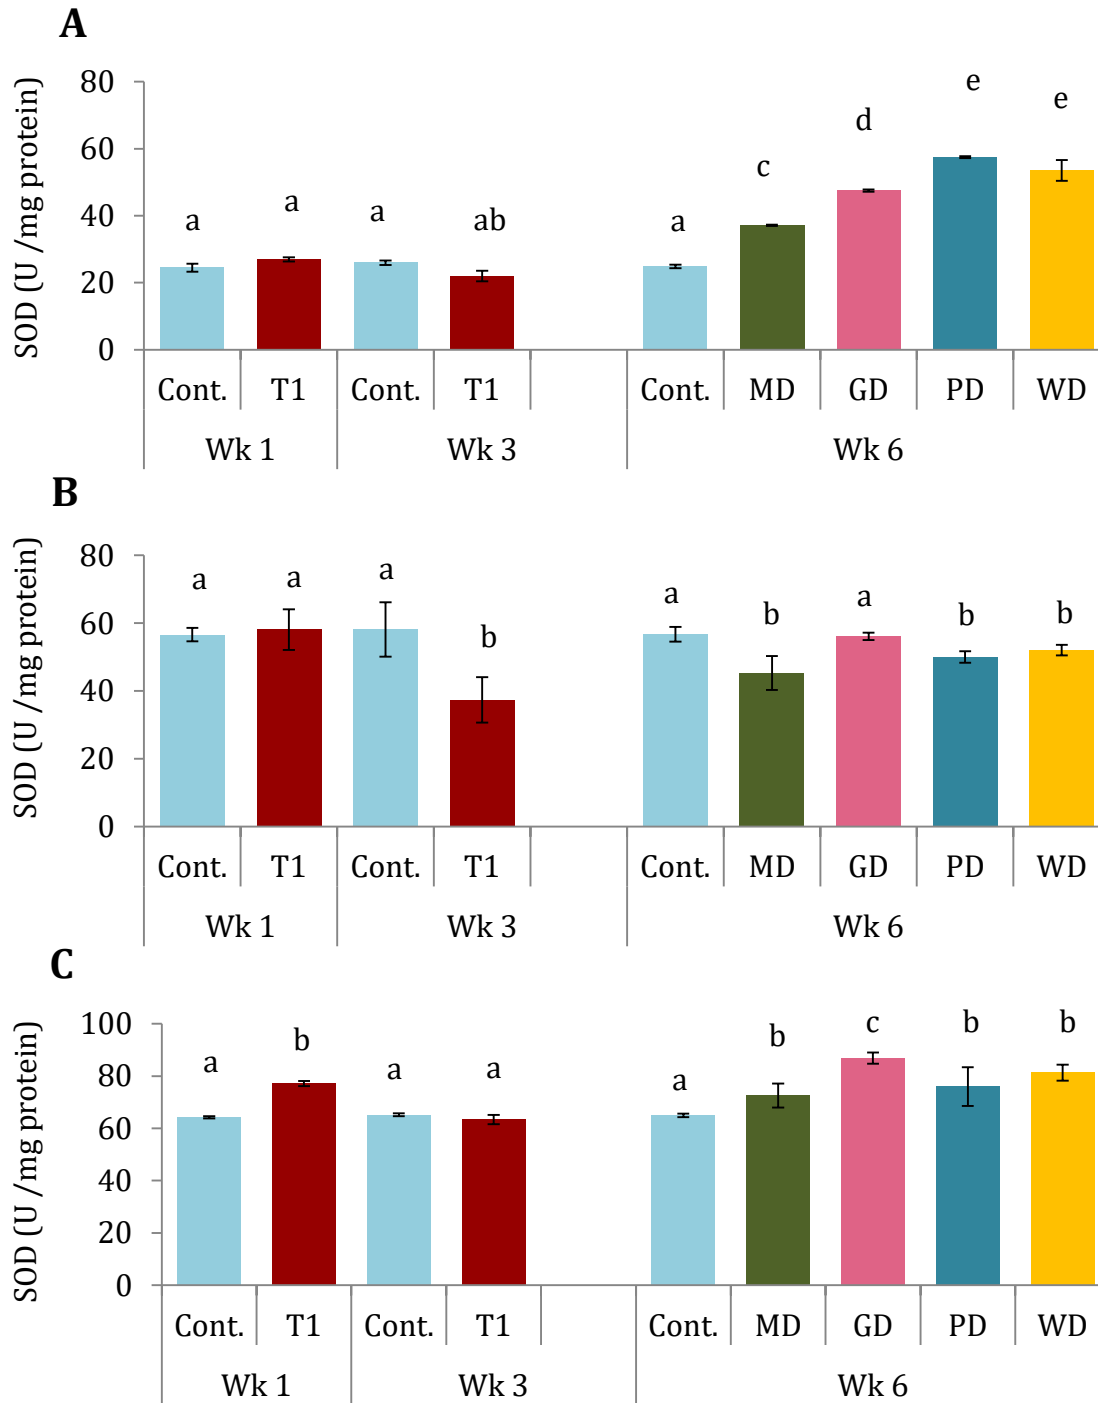 A
SOD (U /mg protein)
80
60
40
20
0
a
a
a
ab
a
c
d
e
e
Cont. T1 Cont. T1 Cont. MD GD PD WD
Wk 1 Wk 3 Wk 6
B
SOD (U /mg protein)
80
60
40
20
0
a
a
a
b
a
b
a
b
b
Cont. T1 Cont. T1 Cont. MD GD PD WD
Wk 1 Wk 3 Wk 6
C
SOD (U /mg protein)
100
80
60
40
20
0
a
b
a
a
a
b
c
b
b
Cont. T1 Cont. T1 Cont. MD GD PD WD
Wk 1 Wk 3 Wk 6